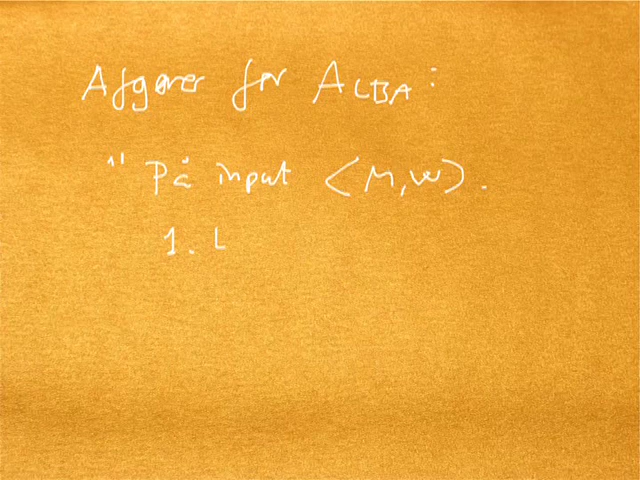 Afgører for ALBA:
" På input <M,w>.
1. L